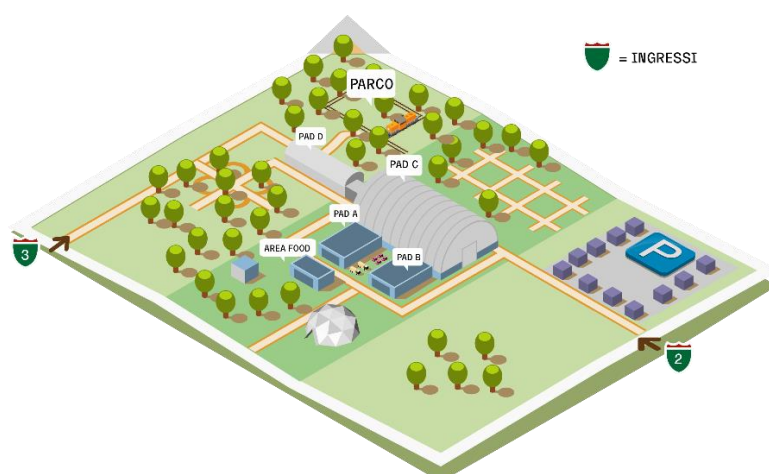 = INGRESSI
PARCO
PAD D
PAD C
PAD A
AREA FOOD
PAD B
P
3
2